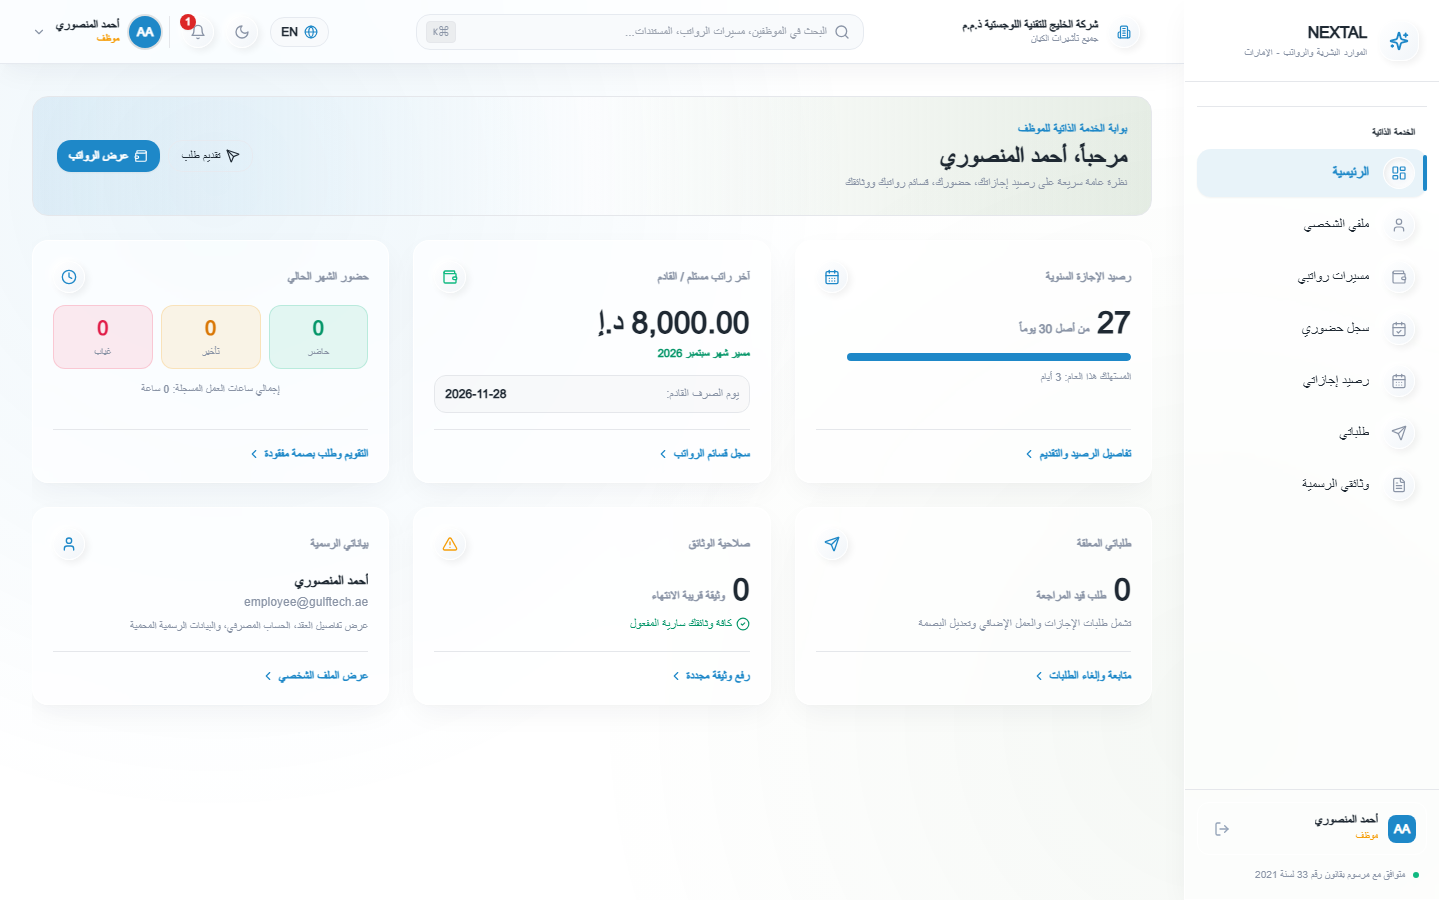 NEXTAL
الموارد البشرية والرواتب - الإمارات
الخدمة الذاتية
الرئيسية
ملفي الشخصي
مسيرات رواتبي
سجل حضوري
رصيد إجازاتي
طلباتي
وثائقي الرسمية
AA
أحمد المنصوري
موظف
متوافق مع مرسوم بقانون رقم 33 لسنة 2021
شركة الخليج للتقنية اللوجستية ذ.م.م
جميع تأشيرات الكيان
البحث في الموظفين، مسيرات الرواتب، المستندات...
⌘K
EN
1
AA
أحمد المنصوري
موظف
بوابة الخدمة الذاتية للموظف
مرحباً، أحمد المنصوري
نظرة عامة سريعة على رصيد إجازاتك، حضورك، قسائم رواتبك ووثائقك
تقديم طلب
عرض الرواتب
رصيد الإجازة السنوية
27 من أصل 30 يوماً
المستهلك هذا العام: 3 أيام
تفاصيل الرصيد والتقديم
آخر راتب مستلم / القادم
8,000.00 د.إ
مسير شهر سبتمبر 2026
يوم الصرف القادم:
2026-11-28
سجل قسائم الرواتب
حضور الشهر الحالي
0
حاضر
0
تأخير
0
غياب
إجمالي ساعات العمل المسجلة: 0 ساعة
التقويم وطلب بصمة مفقودة
طلباتي المعلقة
0 طلب قيد المراجعة
تشمل طلبات الإجازات والعمل الإضافي وتعديل البصمة
متابعة وإلغاء الطلبات
صلاحية الوثائق
0 وثيقة قريبة الانتهاء
كافة وثائقك سارية المفعول
رفع وثيقة مجددة
بياناتي الرسمية
أحمد المنصوري
employee@gulftech.ae
عرض تفاصيل العقد، الحساب المصرفي، والبيانات الرسمية المحمية
عرض الملف الشخصي